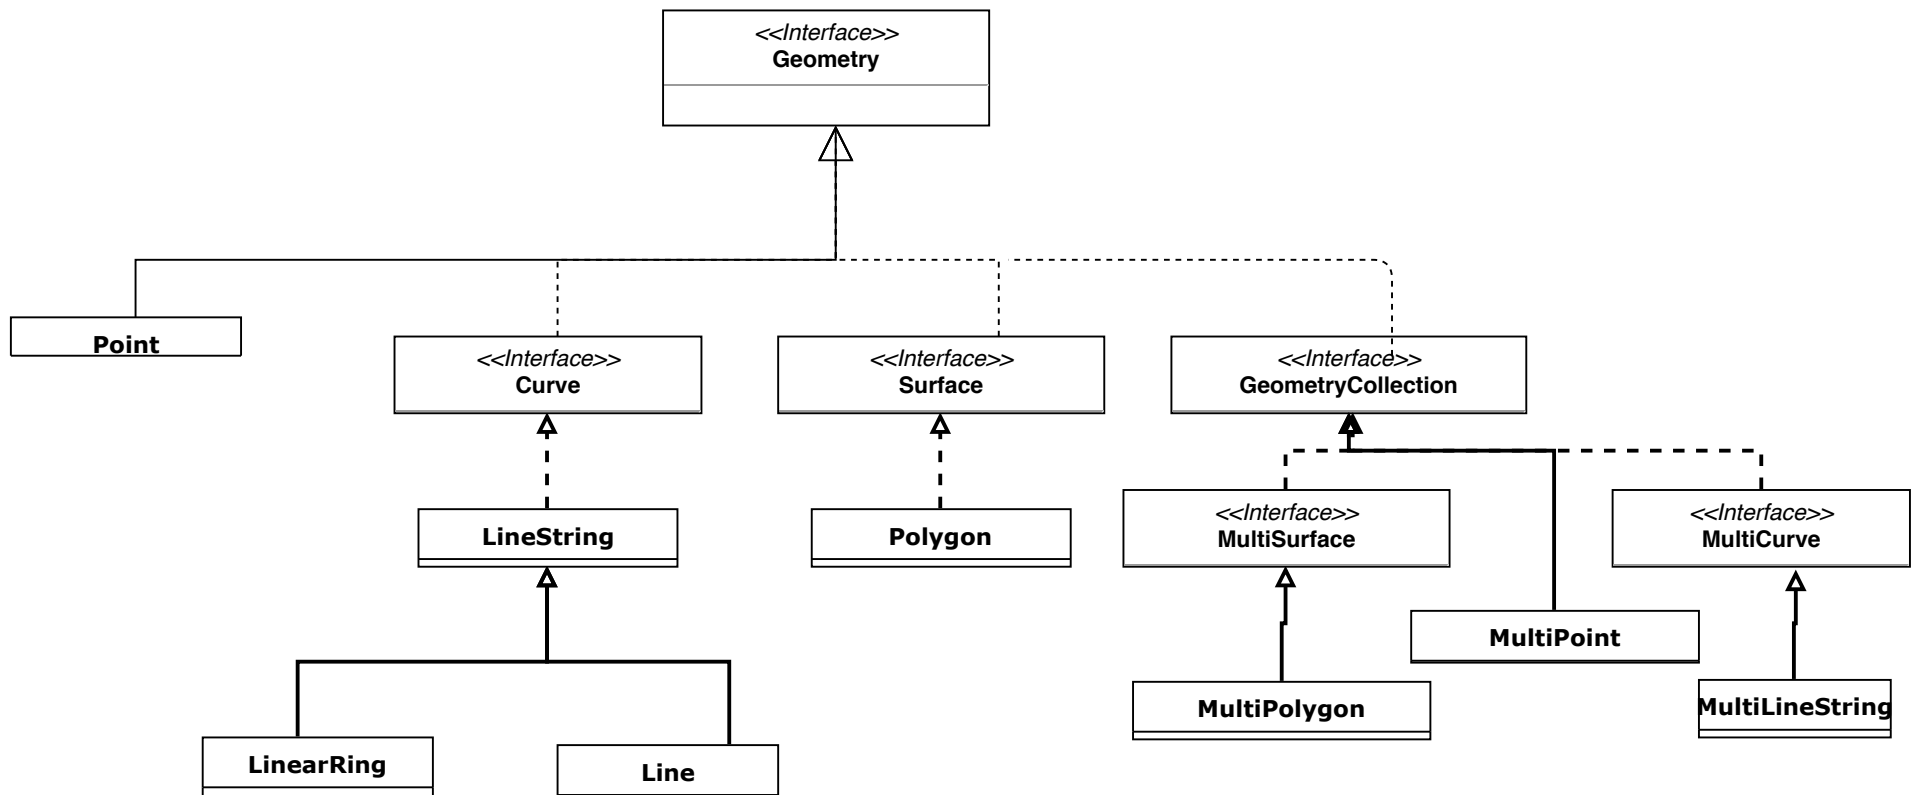 <<Interface>>
Geometry
Point
<<Interface>>
Curve
<<Interface>>
Surface
<<Interface>>
GeometryCollection
LineString
Polygon
<<Interface>>
MultiSurface
<<Interface>>
MultiCurve
MultiPoint
MultiPolygon
MultiLineString
LinearRing
Line